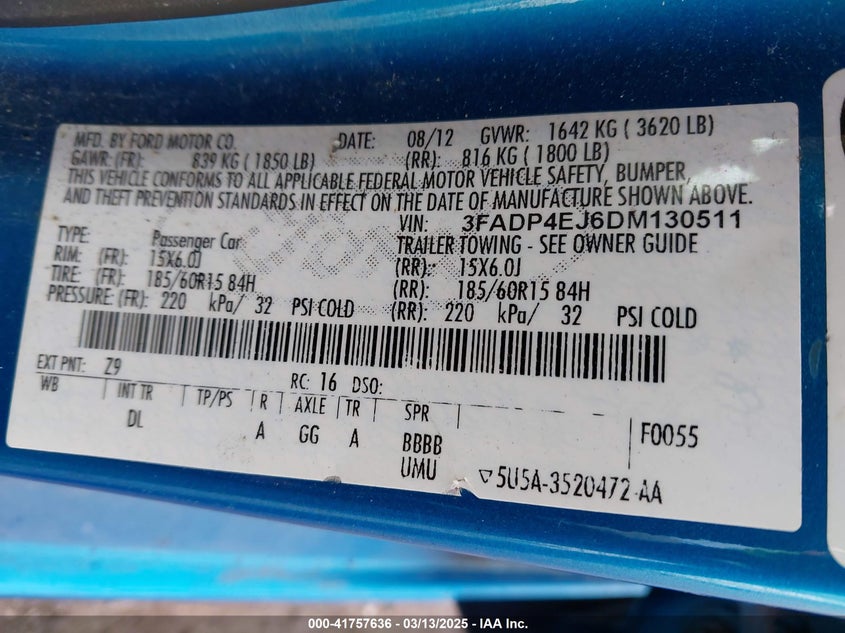 MFD. BY FORD MOTOR CO. DATE: 08/12 GVWR: 1642 KG ( 3620 LB)
GAWR: (FR): 839 KG ( 1850 LB) (RR): 816 KG ( 1800 LB)
THIS VEHICLE CONFORMS TO ALL APPLICABLE FEDERAL MOTOR VEHICLE SAFETY, BUMPER,
AND THEFT PREVENTION STANDARDS IN EFFECT ON THE DATE OF MANUFACTURE SHOWN ABOVE.
VIN: 3FADP4EJ6DM130511
TYPE: Passenger Car TRAILER TOWING - SEE OWNER GUIDE
RIM: (FR): 15X6.0J (RR): 15X6.0J
TIRE: (FR): 185/60R15 84H (RR): 185/60R15 84H
PRESSURE: (FR): 220 kPa/ 32 PSI COLD (RR): 220 kPa/ 32 PSI COLD
EXT PNT: Z9 RC: 16 DSO:
WB INT TR TP/PS R AXLE TR SPR
DL A GG A BBBB F0055
UMU ▽5U5A-3520472-AA
000-41757636 - 03/13/2025 - IAA Inc.